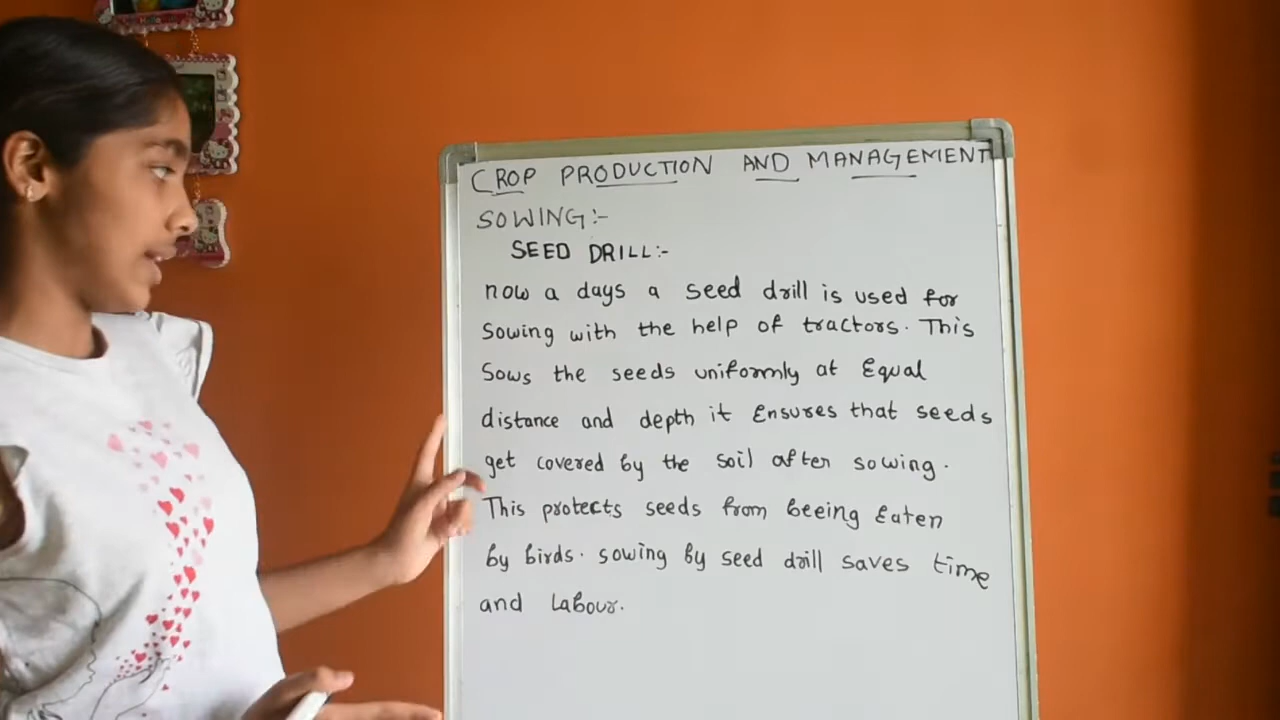 CROP PRODUCTION AND MANAGEMENT
SOWING:-
SEED DRILL:-
now a days a seed drill is used for
Sowing with the help of tractors. This
Sows the seeds uniformly at Equal
distance and depth it Ensures that seeds
get covered by the soil after sowing.
This protects seeds from beeing Eaten
by birds. sowing by seed drill saves time
and Labour.